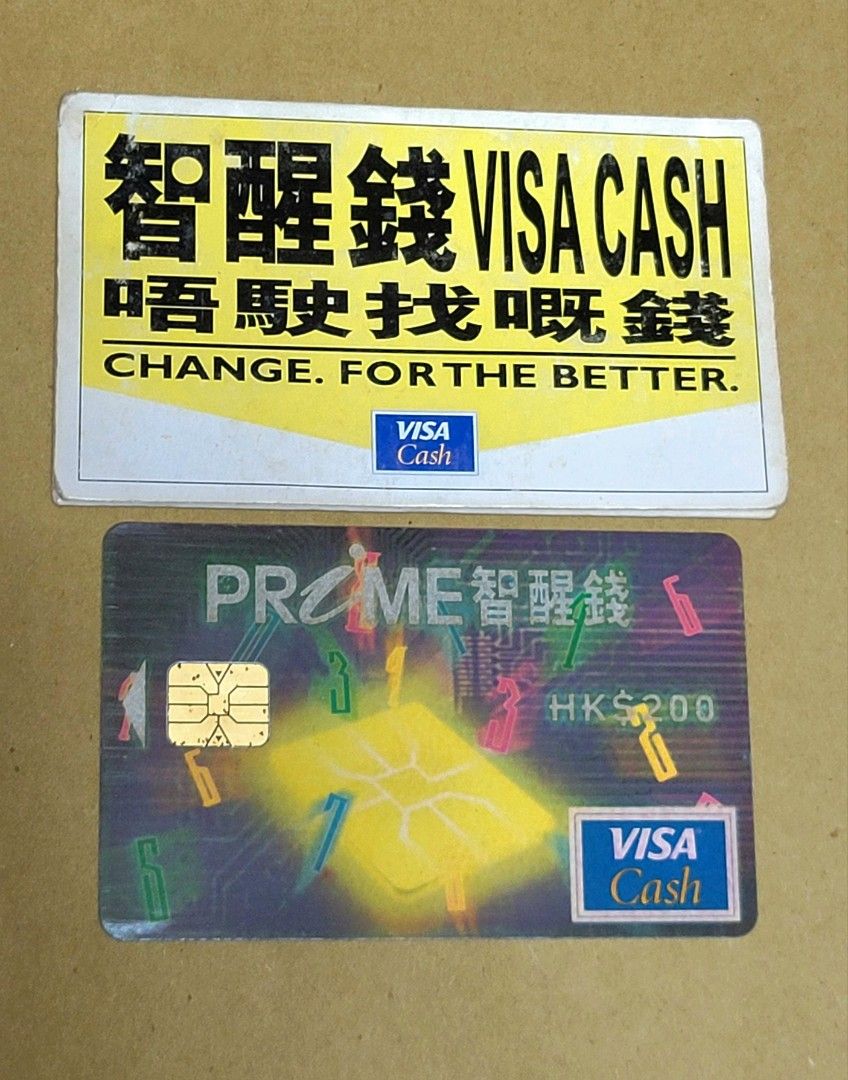 智醒錢 VISA CASH
唔駛找嘅錢
CHANGE. FOR THE BETTER.
VISA
Cash
PRiME智醒錢
HK$200
VISA
Cash